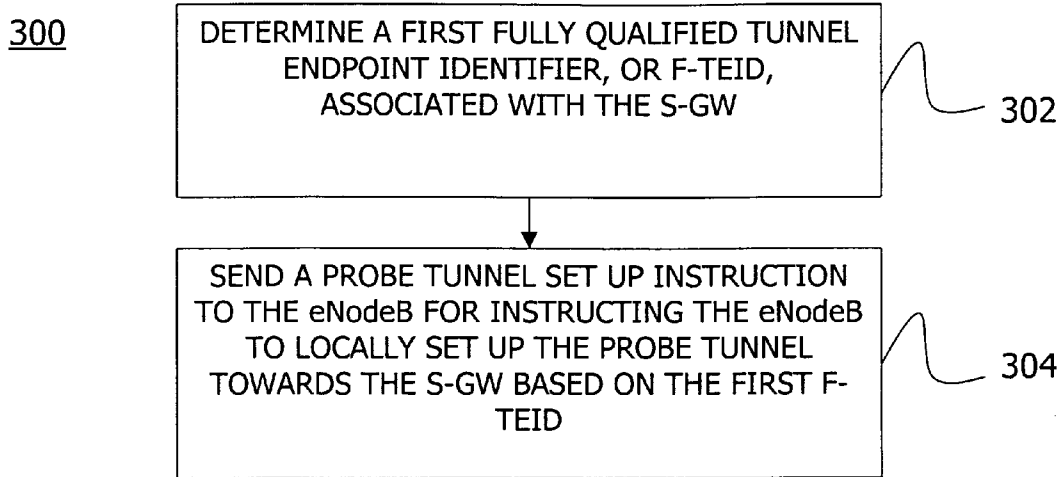 300
DETERMINE A FIRST FULLY QUALIFIED TUNNEL
ENDPOINT IDENTIFIER, OR F-TEID,
ASSOCIATED WITH THE S-GW
302
SEND A PROBE TUNNEL SET UP INSTRUCTION
TO THE eNodeB FOR INSTRUCTING THE eNodeB
TO LOCALLY SET UP THE PROBE TUNNEL
TOWARDS THE S-GW BASED ON THE FIRST F-
TEID
304